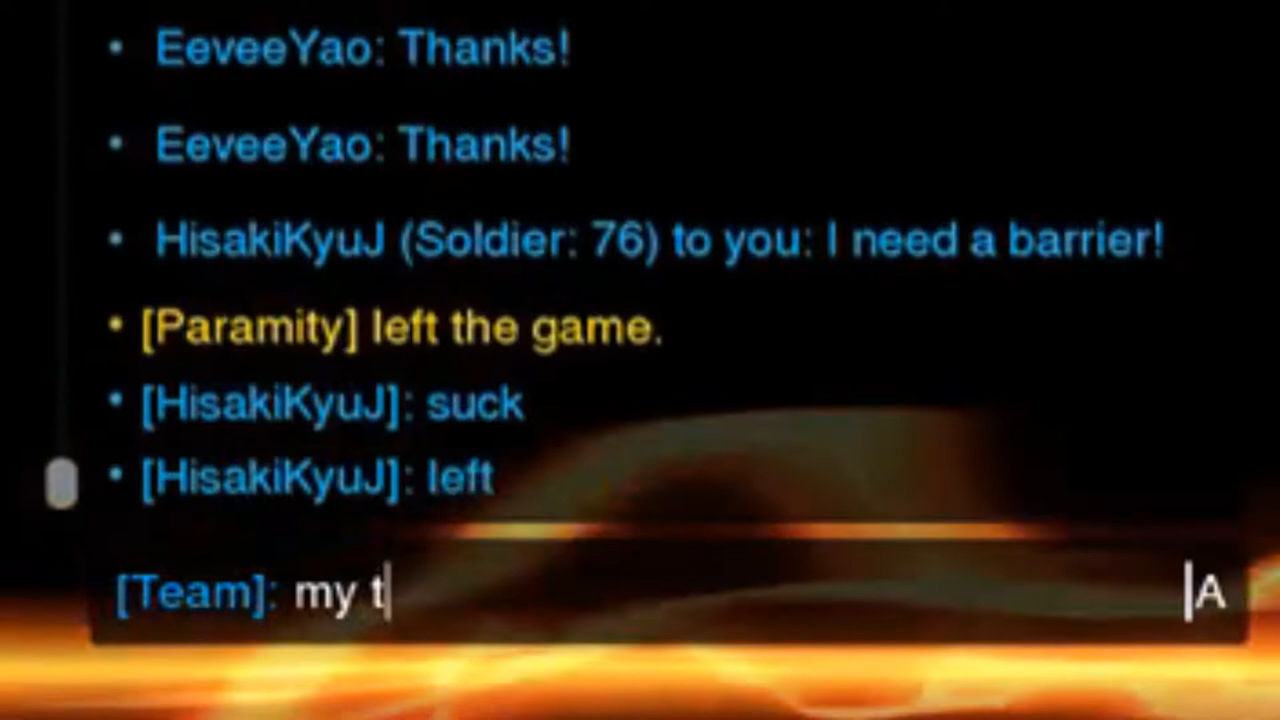 • EeveeYao: Thanks!
• EeveeYao: Thanks!
• HisakiKyuJ (Soldier: 76) to you: I need a barrier!
• [Paramity] left the game.
• [HisakiKyuJ]: suck
• [HisakiKyuJ]: left
[Team]: my t A